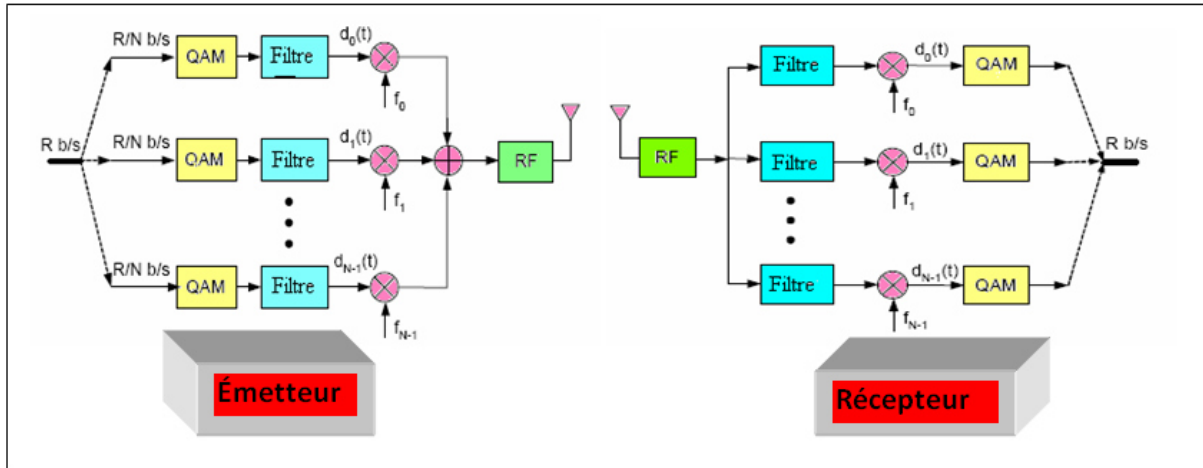 R b/s
R/N b/s
QAM
Filtre
d0(t)
f0
R/N b/s
QAM
Filtre
d1(t)
f1
R/N b/s
QAM
Filtre
dN-1(t)
fN-1
RF
Émetteur
RF
Filtre
d0(t)
f0
QAM
Filtre
d1(t)
f1
QAM
Filtre
dN-1(t)
fN-1
QAM
R b/s
Récepteur